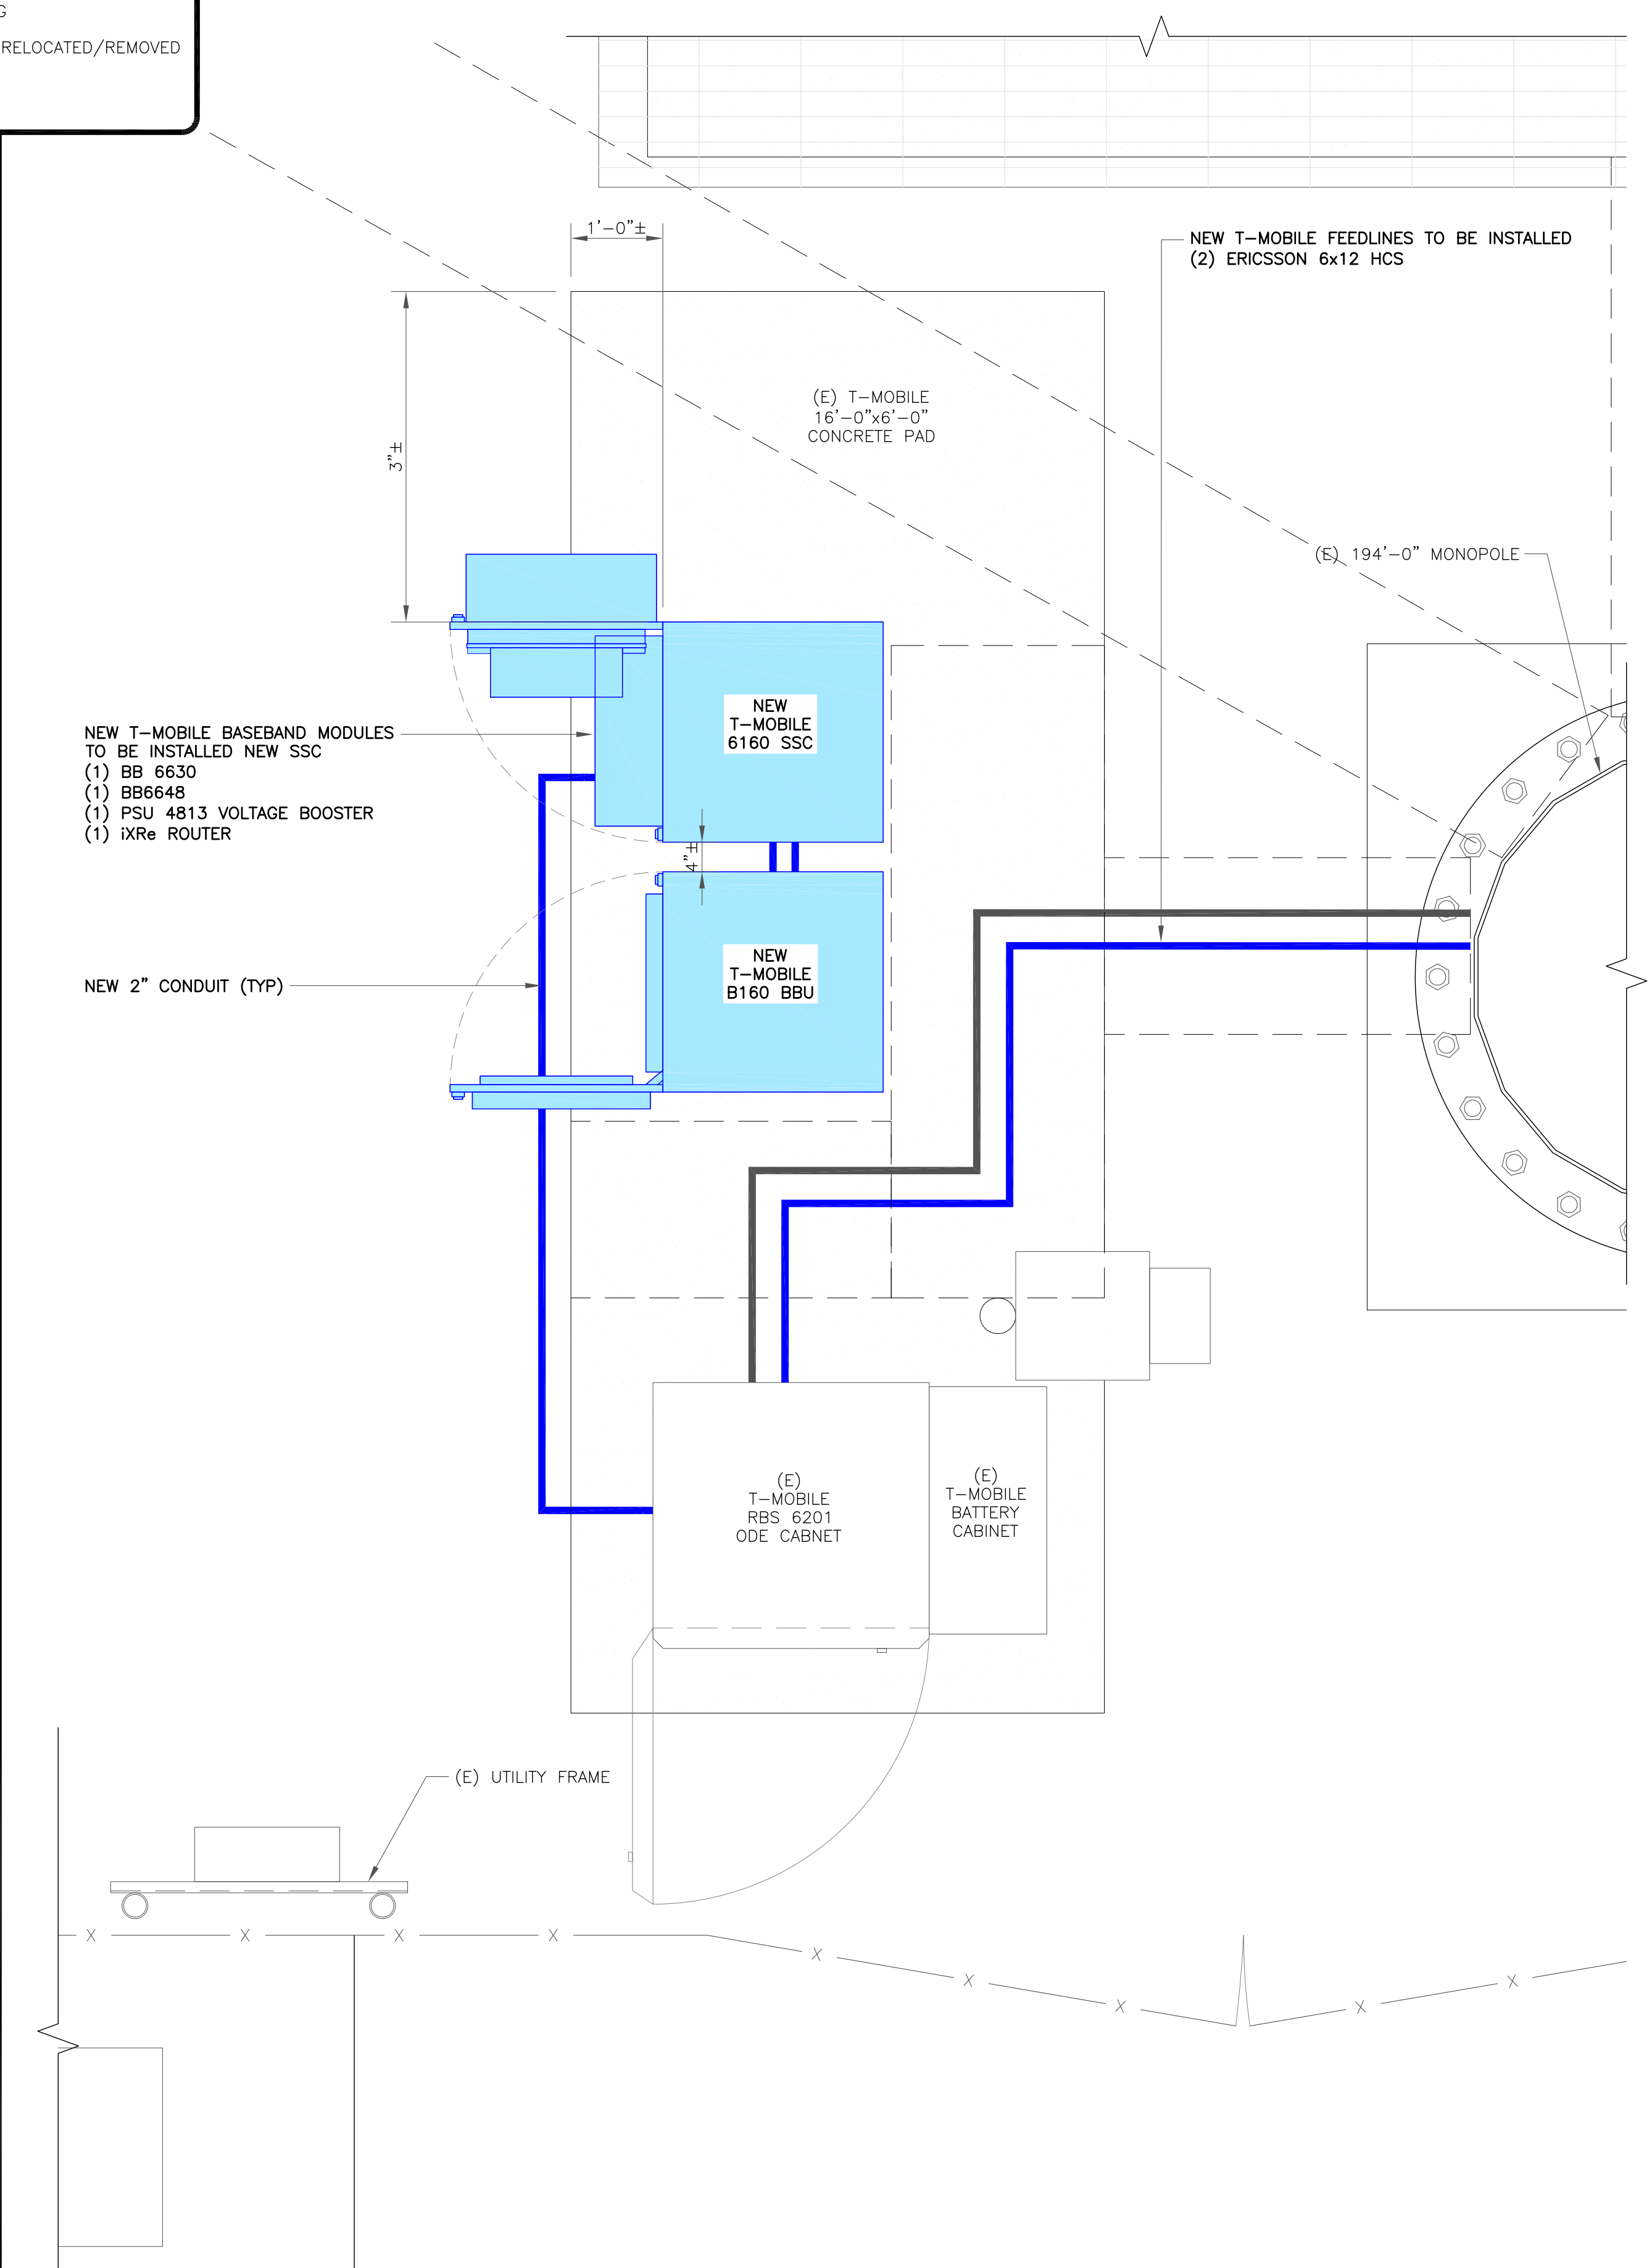 G
RELOCATED/REMOVED
1'-0"±
NEW T-MOBILE FEEDLINES TO BE INSTALLED
(2) ERICSSON 6x12 HCS
(E) T-MOBILE
16'-0"x6'-0"
CONCRETE PAD
3"±
(E) 194'-0" MONOPOLE
NEW
T-MOBILE
6160 SSC
NEW T-MOBILE BASEBAND MODULES
TO BE INSTALLED NEW SSC
(1) BB 6630
(1) BB6648
(1) PSU 4813 VOLTAGE BOOSTER
(1) iXRe ROUTER
4"±
NEW
T-MOBILE
B160 BBU
NEW 2" CONDUIT (TYP)
(E)
T-MOBILE
RBS 6201
ODE CABNET
(E)
T-MOBILE
BATTERY
CABINET
(E) UTILITY FRAME
X X X X X X X X X